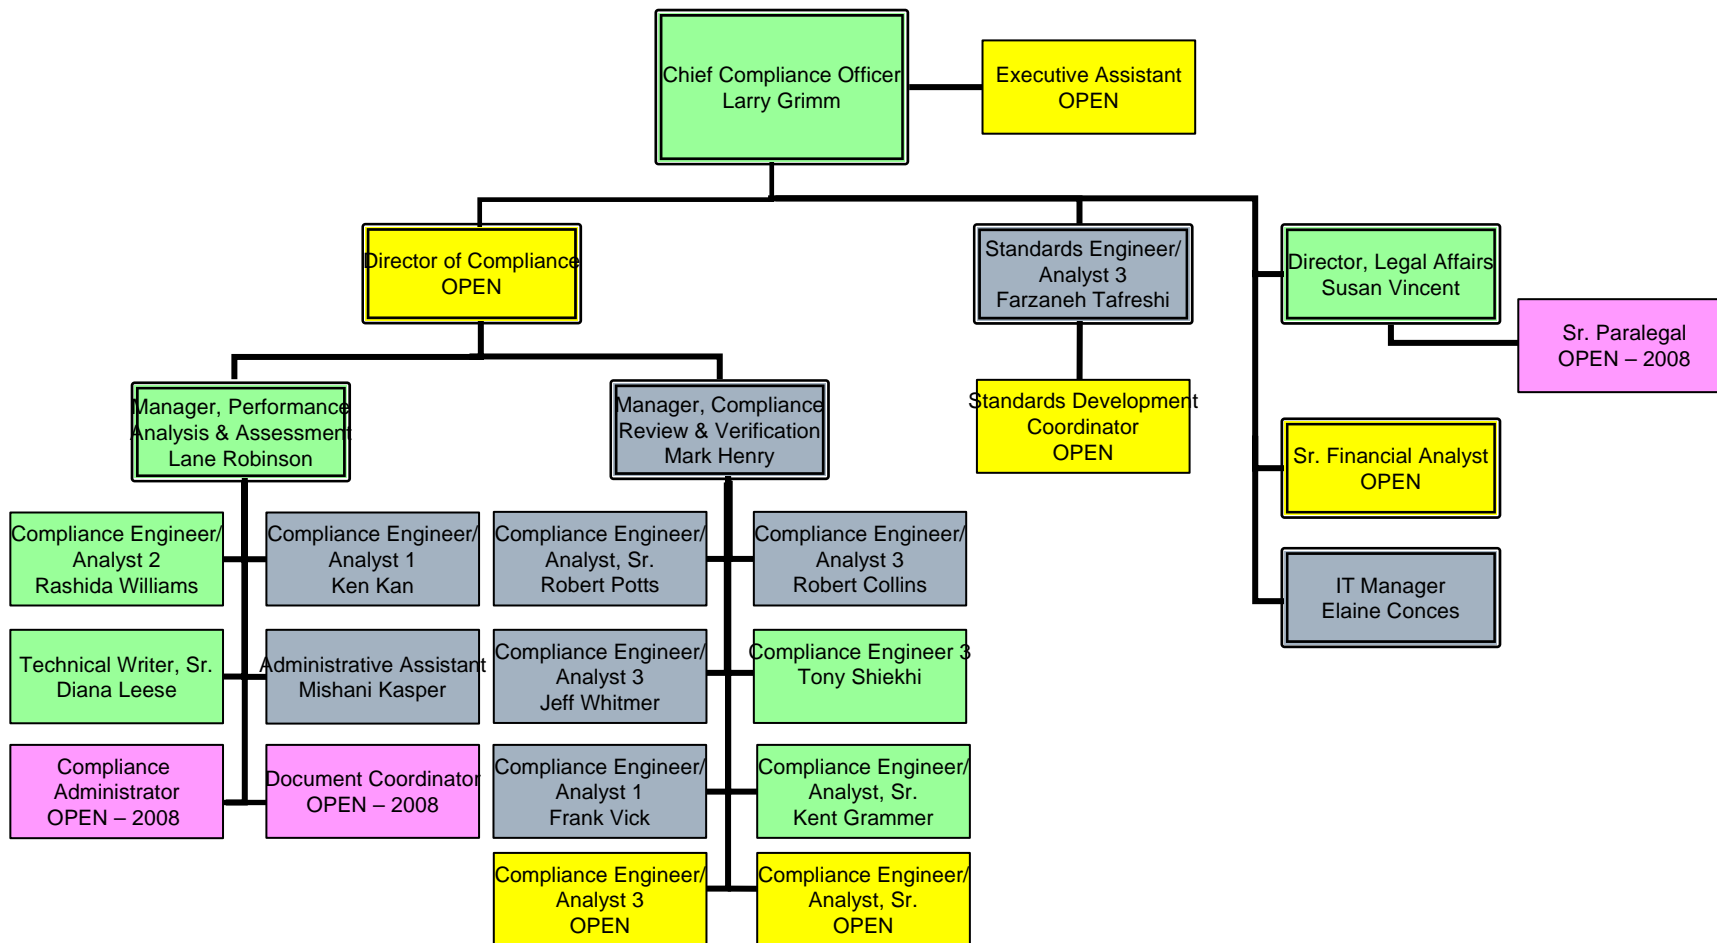 Chief Compliance Officer
Larry Grimm
Executive Assistant
OPEN
Director of Compliance
OPEN
Standards Engineer/
Analyst 3
Farzaneh Tafreshi
Director, Legal Affairs
Susan Vincent
Sr. Paralegal
OPEN – 2008
Manager, Performance
Analysis & Assessment
Lane Robinson
Manager, Compliance
Review & Verification
Mark Henry
Standards Development
Coordinator
OPEN
Sr. Financial Analyst
OPEN
Compliance Engineer/
Analyst 2
Rashida Williams
Compliance Engineer/
Analyst 1
Ken Kan
Compliance Engineer/
Analyst, Sr.
Robert Potts
Compliance Engineer/
Analyst 3
Robert Collins
IT Manager
Elaine Conces
Technical Writer, Sr.
Diana Leese
Administrative Assistant
Mishani Kasper
Compliance Engineer/
Analyst 3
Jeff Whitmer
Compliance Engineer 3
Tony Shiekhi
Compliance
Administrator
OPEN – 2008
Document Coordinator
OPEN – 2008
Compliance Engineer/
Analyst 1
Frank Vick
Compliance Engineer/
Analyst, Sr.
Kent Grammer
Compliance Engineer/
Analyst 3
OPEN
Compliance Engineer/
Analyst, Sr.
OPEN